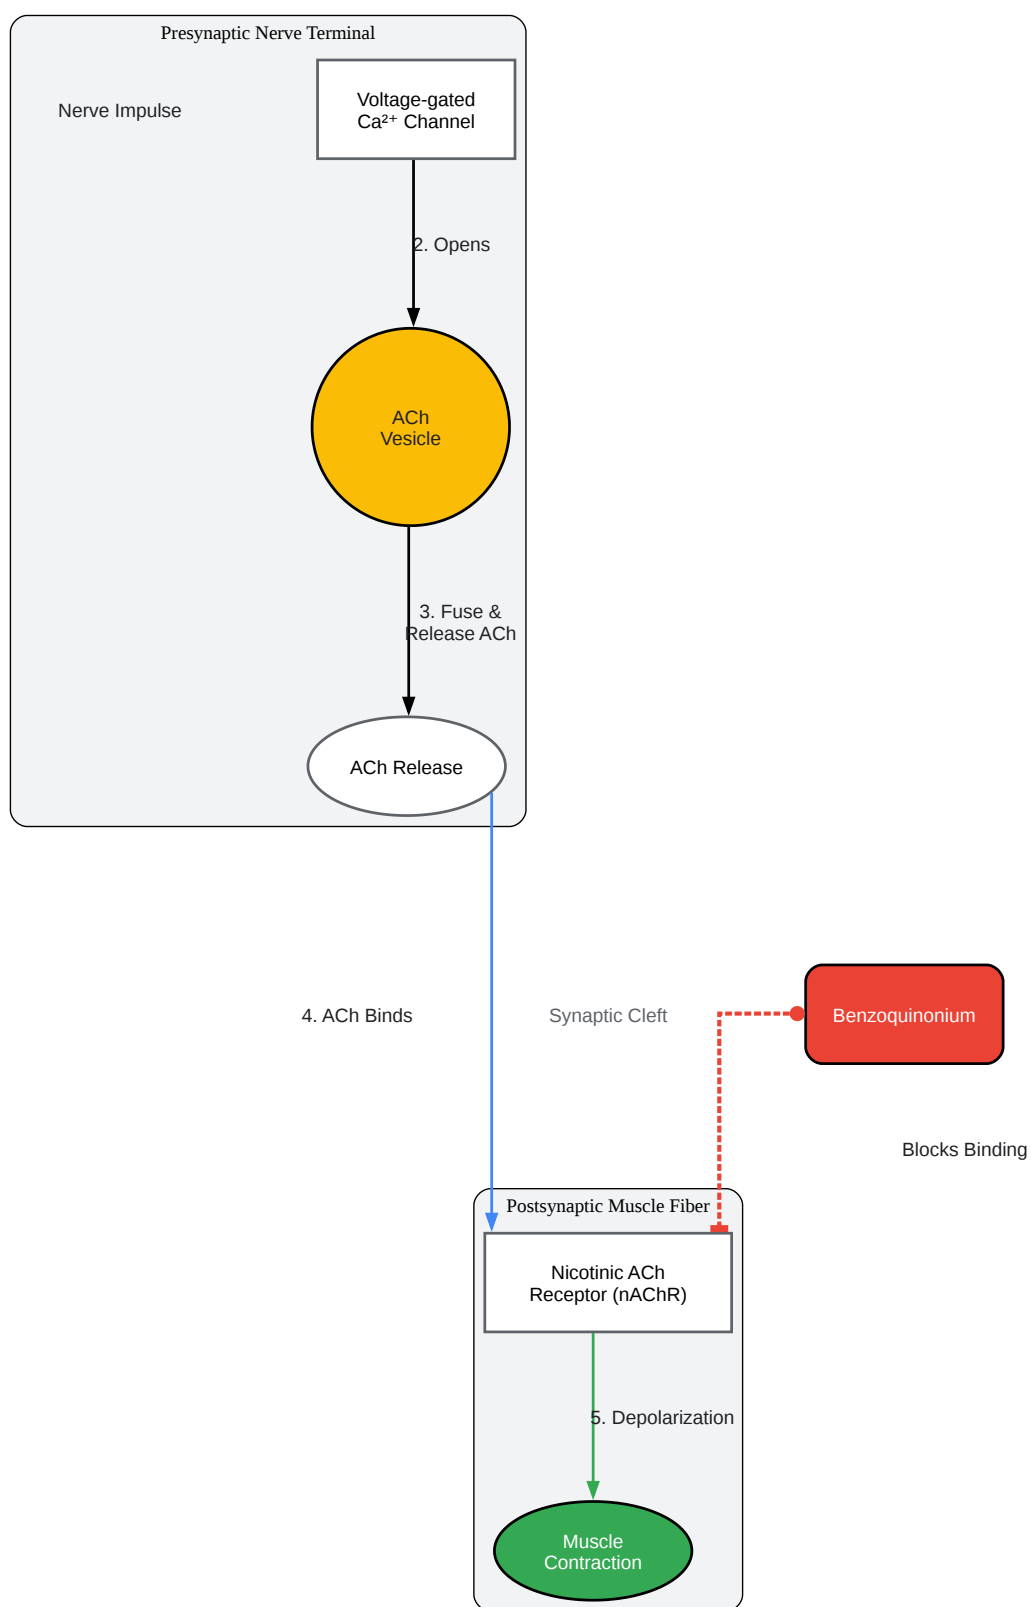 Presynaptic Nerve Terminal
Nerve Impulse
Voltage-gated
Ca²⁺ Channel
2. Opens
ACh
Vesicle
3. Fuse &
Release ACh
ACh Release
4. ACh Binds
Synaptic Cleft
Benzoquinonium
Blocks Binding
Postsynaptic Muscle Fiber
Nicotinic ACh
Receptor (nAChR)
5. Depolarization
Muscle
Contraction